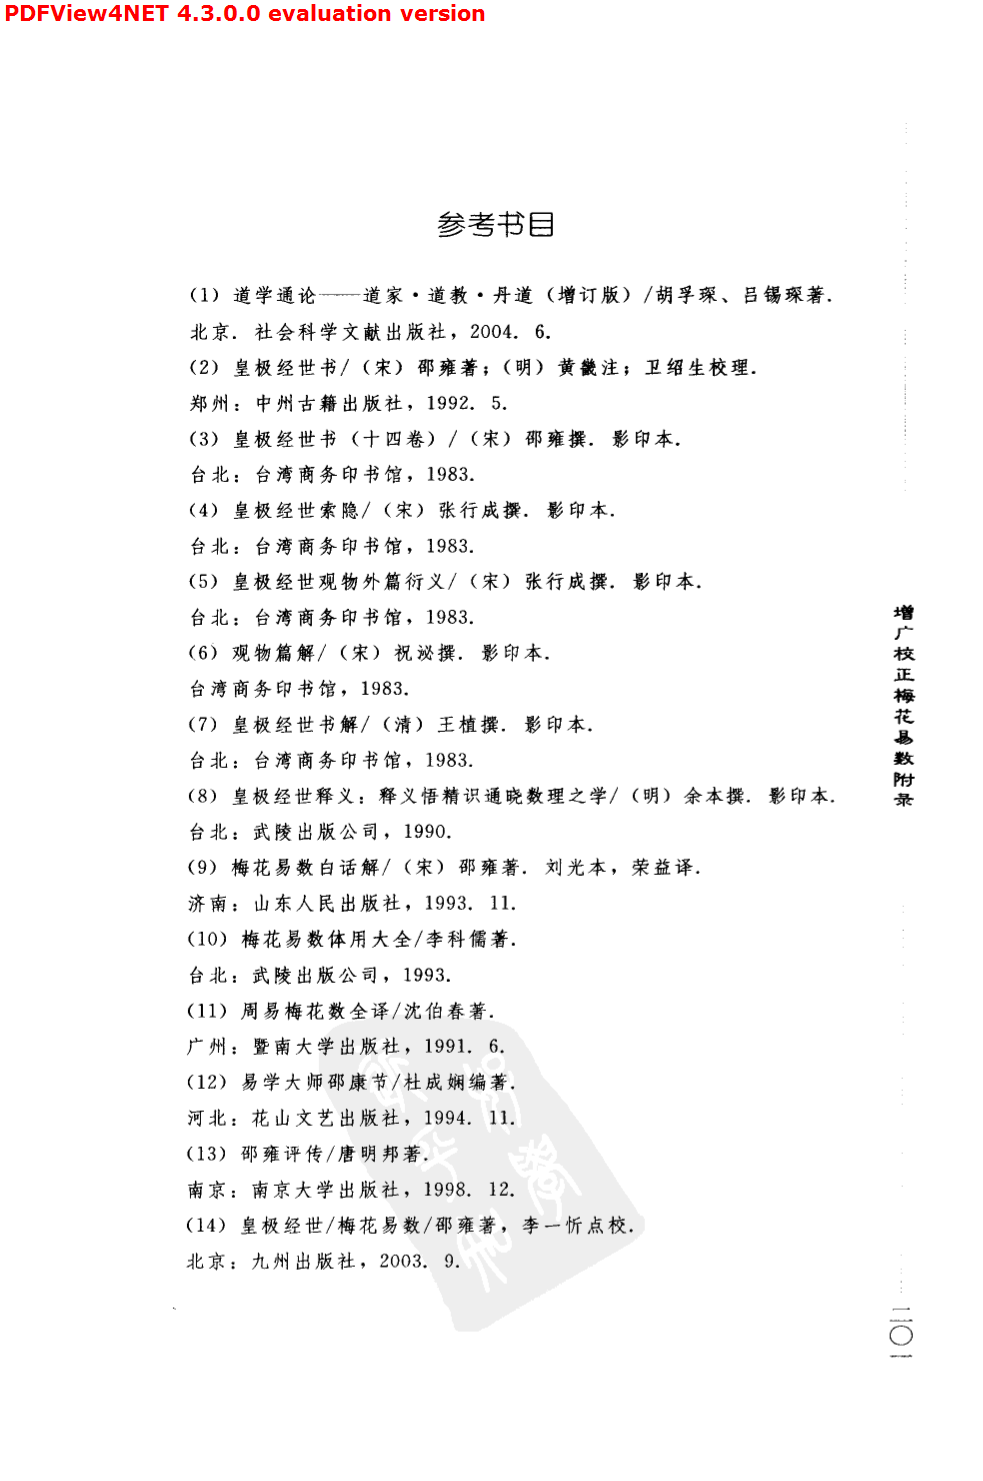 PDFView4NET 4.3.0.0 evaluation version
参考书目
(1) 道学通论——道家·道教·丹道（增订版）/胡孚琛、吕锡琛著.
北京. 社会科学文献出版社，2004. 6.
(2) 皇极经世书/（宋）邵雍著；(明）黄畿注；卫绍生校理.
郑州：中州古籍出版社，1992. 5.
(3) 皇极经世书（十四卷）/（宋）邵雍撰. 影印本.
台北：台湾商务印书馆，1983.
(4) 皇极经世索隐/（宋）张行成撰. 影印本.
台北：台湾商务印书馆，1983.
(5) 皇极经世观物外篇衍义/（宋）张行成撰. 影印本.
台北：台湾商务印书馆，1983.
(6) 观物篇解/（宋）祝泌撰. 影印本.
台湾商务印书馆，1983.
(7) 皇极经世书解/（清）王植撰. 影印本.
台北：台湾商务印书馆，1983.
(8) 皇极经世释义：释义悟精识通晓数理之学/（明）余本撰. 影印本.
台北：武陵出版公司，1990.
(9) 梅花易数白话解/（宋）邵雍著. 刘光本，荣益译.
济南：山东人民出版社，1993. 11.
(10) 梅花易数体用大全/李科儒著.
台北：武陵出版公司，1993.
(11) 周易梅花数全译/沈伯春著.
广州：暨南大学出版社，1991. 6.
(12) 易学大师邵康节/杜成娴编著.
河北：花山文艺出版社，1994. 11.
(13) 邵雍评传/唐明邦著.
南京：南京大学出版社，1998. 12.
(14) 皇极经世/梅花易数/邵雍著，李一忻点校.
北京：九州出版社，2003. 9.
增广校正梅花易数附录
三〇一